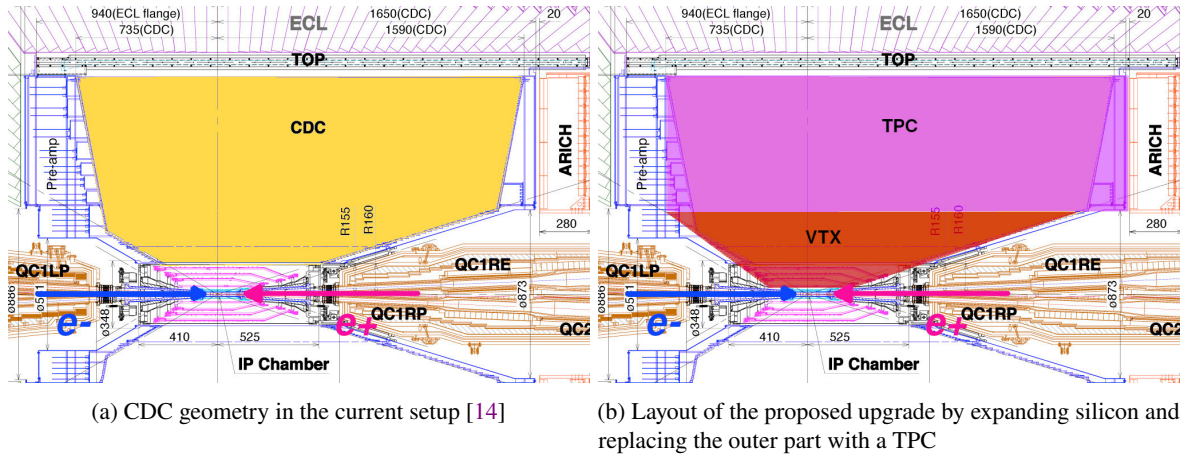 940(ECL flange)
ECL
1650(CDC)
20
735(CDC)
1590(CDC)
TOP
CDC
Pre-amp
ARICH
R155
R160
280
QC1LP
QC1RE
ø886
ø348
ø873
e-
e+
QC1RP
QC2
410
525
IP Chamber
(a) CDC geometry in the current setup [14]
940(ECL flange)
ECL
1650(CDC)
20
735(CDC)
1590(CDC)
TOP
TPC
Pre-amp
ARICH
R155
R160
VTX
280
QC1LP
QC1RE
ø886
ø348
ø873
e-
e+
QC1RP
QC2
410
525
IP Chamber
(b) Layout of the proposed upgrade by expanding silicon and
replacing the outer part with a TPC